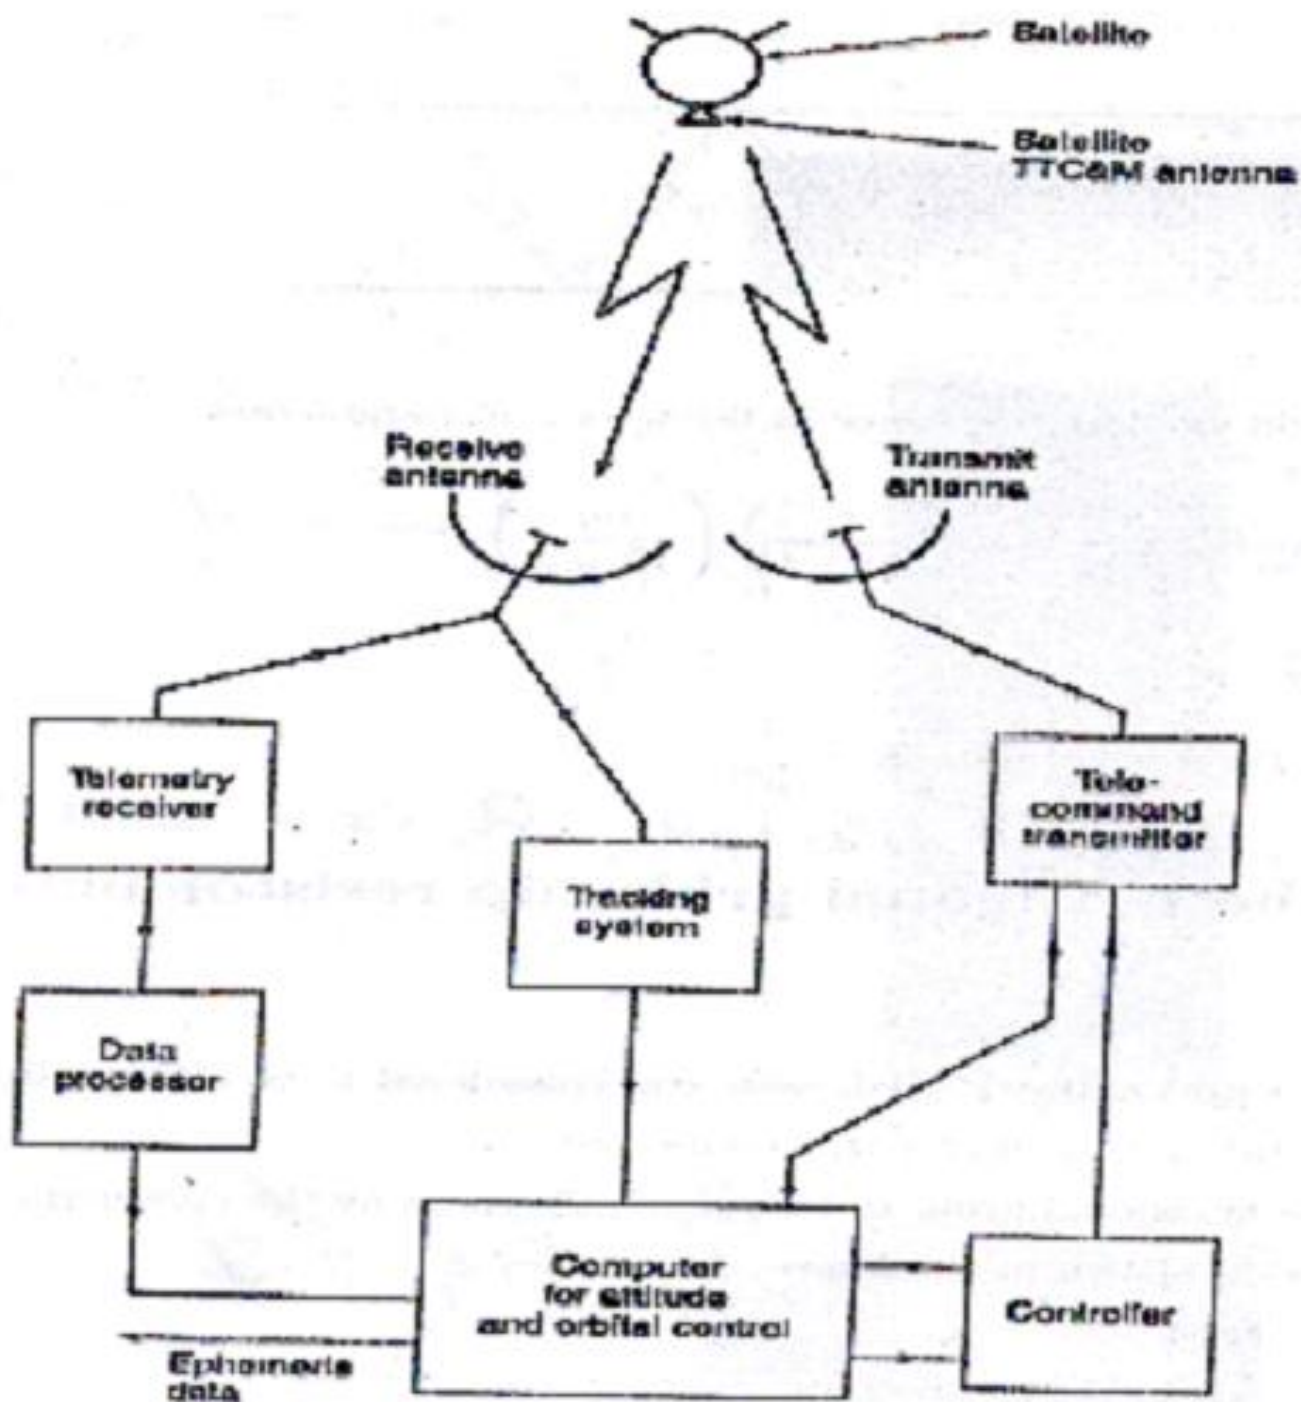 Satellite
Satellite
TTC&M antenna
Receive
antenna
Transmit
antenna
Telemetry
receiver
Tele-
command
transmitter
Tracking
system
Data
processor
Computer
for attitude
and orbital control
Controller
Ephemeris
data